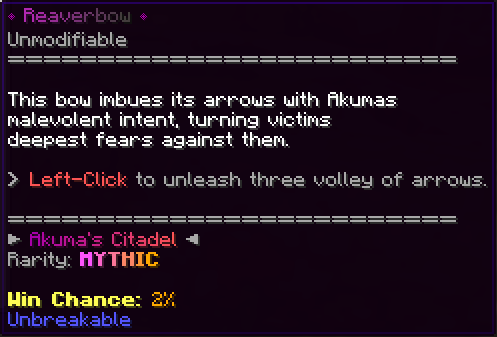 ✦ Reaverbow ✦
Unmodifiable
==================================
This bow imbues its arrows with Akumas
malevolent intent, turning victims
deepest fears against them.
> Left-Click to unleash three volley of arrows.
==================================
► Akuma's Citadel ◄
Rarity: MYTHIC
Win Chance: 2%
Unbreakable